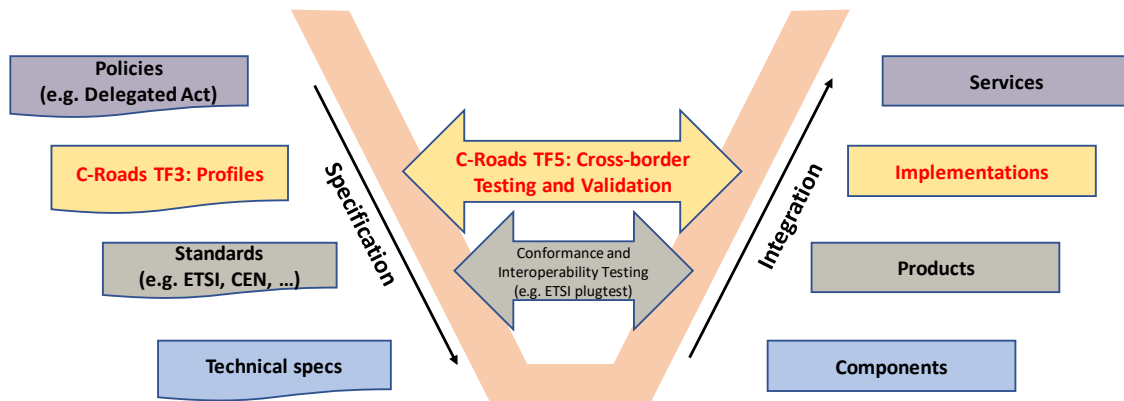 Policies
(e.g. Delegated Act)
Services
C-Roads TF5: Cross-border
Testing and Validation
C-Roads TF3: Profiles
Implementations
Specification
Integration
Standards
(e.g. ETSI, CEN, …)
Conformance and
Interoperability Testing
(e.g. ETSI plugtest)
Products
Technical specs
Components